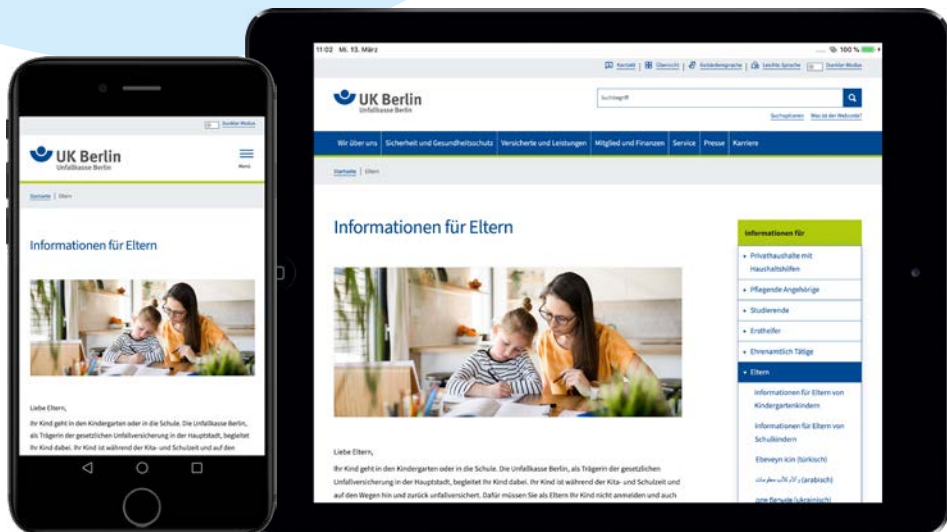 Dunkler Modus
UK Berlin
Unfallkasse Berlin
Menü
Startseite | Eltern
Informationen für Eltern
Liebe Eltern,
Ihr Kind geht in den Kindergarten oder in die Schule. Die Unfallkasse Berlin,
als Trägerin der gesetzlichen Unfallversicherung in der Hauptstadt, begleitet
Ihr Kind dabei. Ihr Kind ist während der Kita- und Schulzeit und auf den
11:02 Mi. 13. März
100 %
Kontakt | Übersicht | Gebärdensprache | Leichte Sprache | Dunkler Modus
UK Berlin
Unfallkasse Berlin
Suchbegriff
Suchoptionen Was ist der Webcode?
Wir über uns Sicherheit und Gesundheitsschutz Versicherte und Leistungen Mitglied und Finanzen Service Presse Karriere
Startseite | Eltern
Informationen für Eltern
Liebe Eltern,
Ihr Kind geht in den Kindergarten oder in die Schule. Die Unfallkasse Berlin, als Trägerin der gesetzlichen
Unfallversicherung in der Hauptstadt, begleitet Ihr Kind dabei. Ihr Kind ist während der Kita- und Schulzeit und
auf den Wegen hin und zurück unfallversichert. Dafür müssen Sie als Eltern Ihr Kind nicht anmelden und auch
Informationen für
Privathaushalte mit
Haushaltshilfen
Pflegende Angehörige
Studierende
Ersthelfer
Ehrenamtlich Tätige
Eltern
Informationen für Eltern von
Kindergartenkindern
Informationen für Eltern von
Schulkindern
Ebeveyn icin (türkisch)
(arabisch)
(ukrainisch)